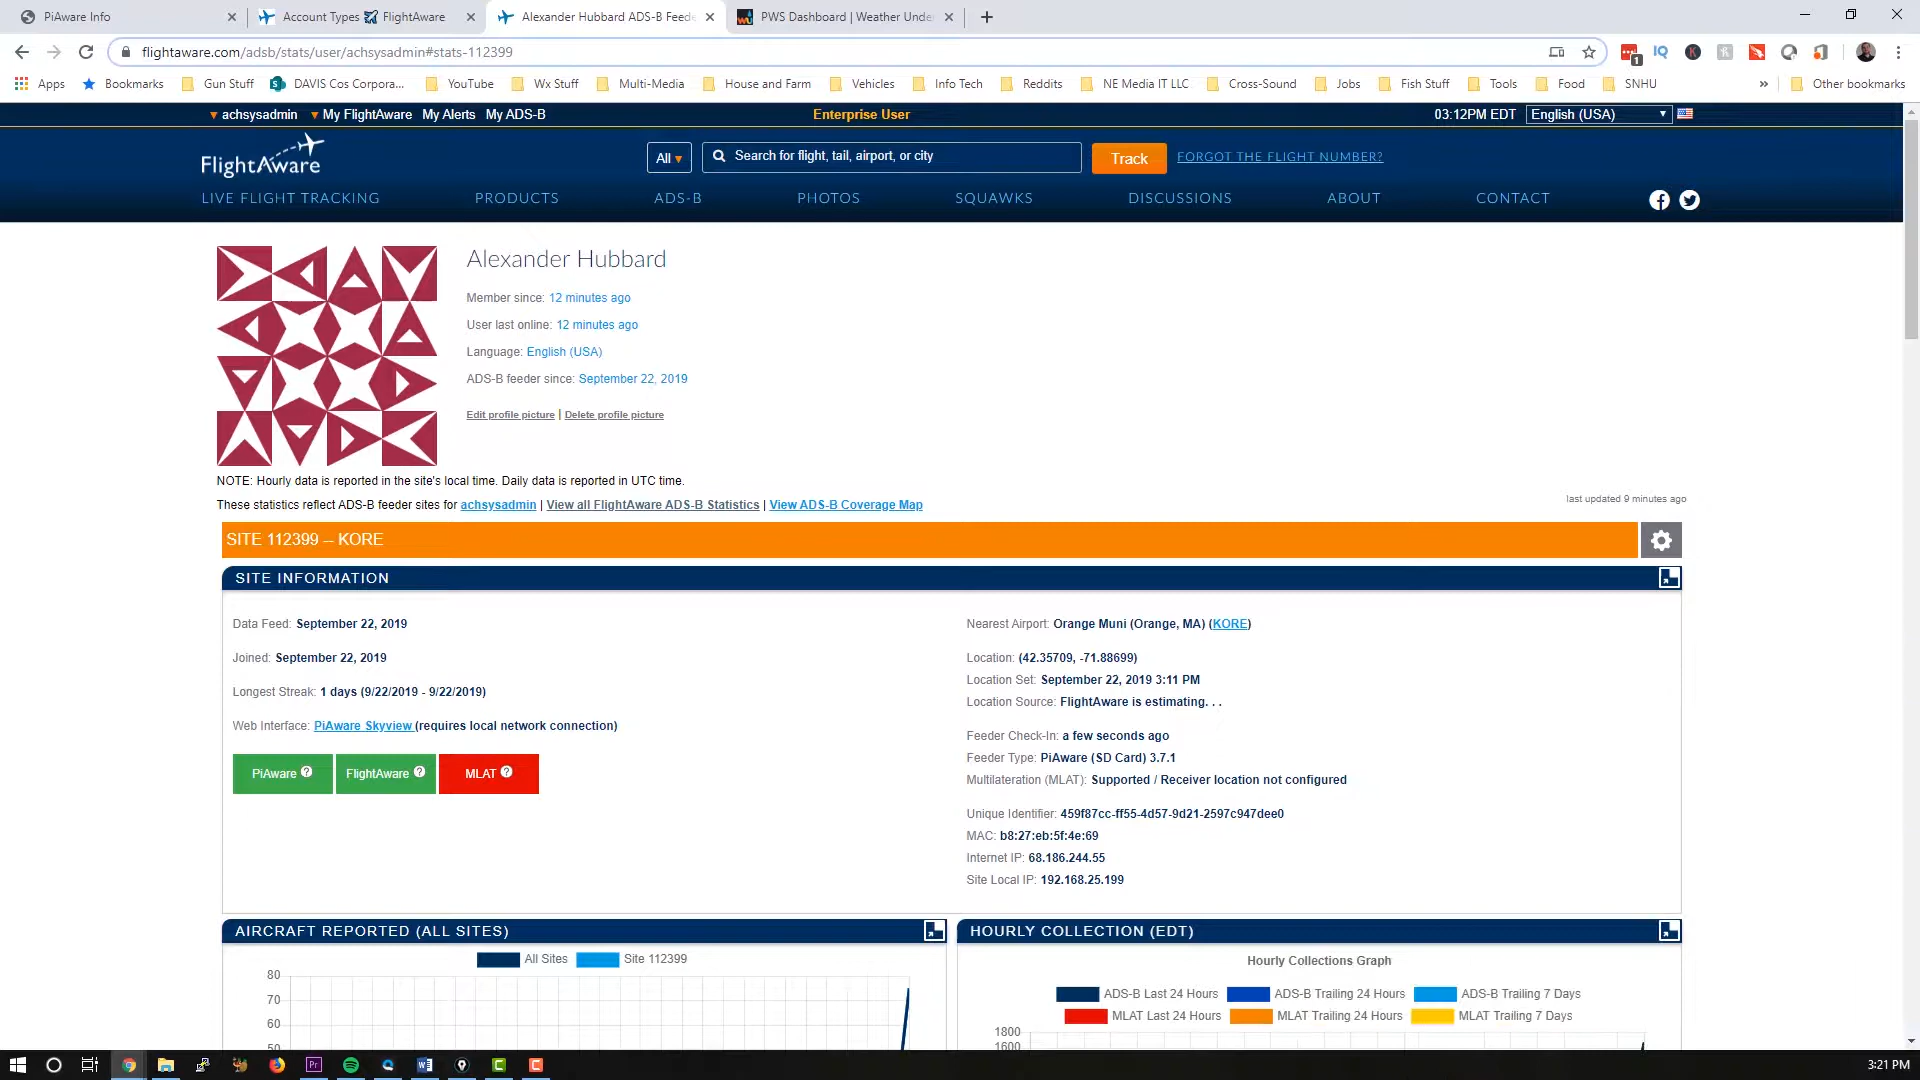 PiAware Info
Account Types FlightAware
Alexander Hubbard ADS-B Feede
PWS Dashboard | Weather Unde
flightaware.com/adsb/stats/user/achsysadmin#stats-112399
Apps
Bookmarks
Gun Stuff
DAVIS Cos Corpora...
YouTube
Wx Stuff
Multi-Media
House and Farm
Vehicles
Info Tech
Reddits
NE Media IT LLC
Cross-Sound
Jobs
Fish Stuff
Tools
Food
SNHU
»
Other bookmarks
achsysadmin
My FlightAware
My Alerts
My ADS-B
Enterprise User
03:12PM EDT
English (USA)
FlightAware
All
Search for flight, tail, airport, or city
Track
FORGOT THE FLIGHT NUMBER?
LIVE FLIGHT TRACKING
PRODUCTS
ADS-B
PHOTOS
SQUAWKS
DISCUSSIONS
ABOUT
CONTACT
Alexander Hubbard
Member since: 12 minutes ago
User last online: 12 minutes ago
Language: English (USA)
ADS-B feeder since: September 22, 2019
Edit profile picture | Delete profile picture
NOTE: Hourly data is reported in the site's local time. Daily data is reported in UTC time.
These statistics reflect ADS-B feeder sites for achsysadmin | View all FlightAware ADS-B Statistics | View ADS-B Coverage Map
last updated 9 minutes ago
SITE 112399 -- KORE
SITE INFORMATION
Data Feed: September 22, 2019
Joined: September 22, 2019
Longest Streak: 1 days (9/22/2019 - 9/22/2019)
Web Interface: PiAware Skyview (requires local network connection)
PiAware ?
FlightAware ?
MLAT ?
Nearest Airport: Orange Muni (Orange, MA) (KORE)
Location: (42.35709, -71.88699)
Location Set: September 22, 2019 3:11 PM
Location Source: FlightAware is estimating. . .
Feeder Check-In: a few seconds ago
Feeder Type: PiAware (SD Card) 3.7.1
Multilateration (MLAT): Supported / Receiver location not configured
Unique Identifier: 459f87cc-ff55-4d57-9d21-2597c947dee0
MAC: b8:27:eb:5f:4e:69
Internet IP: 68.186.244.55
Site Local IP: 192.168.25.199
AIRCRAFT REPORTED (ALL SITES)
All Sites
Site 112399
80
70
60
50
HOURLY COLLECTION (EDT)
Hourly Collections Graph
ADS-B Last 24 Hours
ADS-B Trailing 24 Hours
ADS-B Trailing 7 Days
MLAT Last 24 Hours
MLAT Trailing 24 Hours
MLAT Trailing 7 Days
1800
1600
3:21 PM